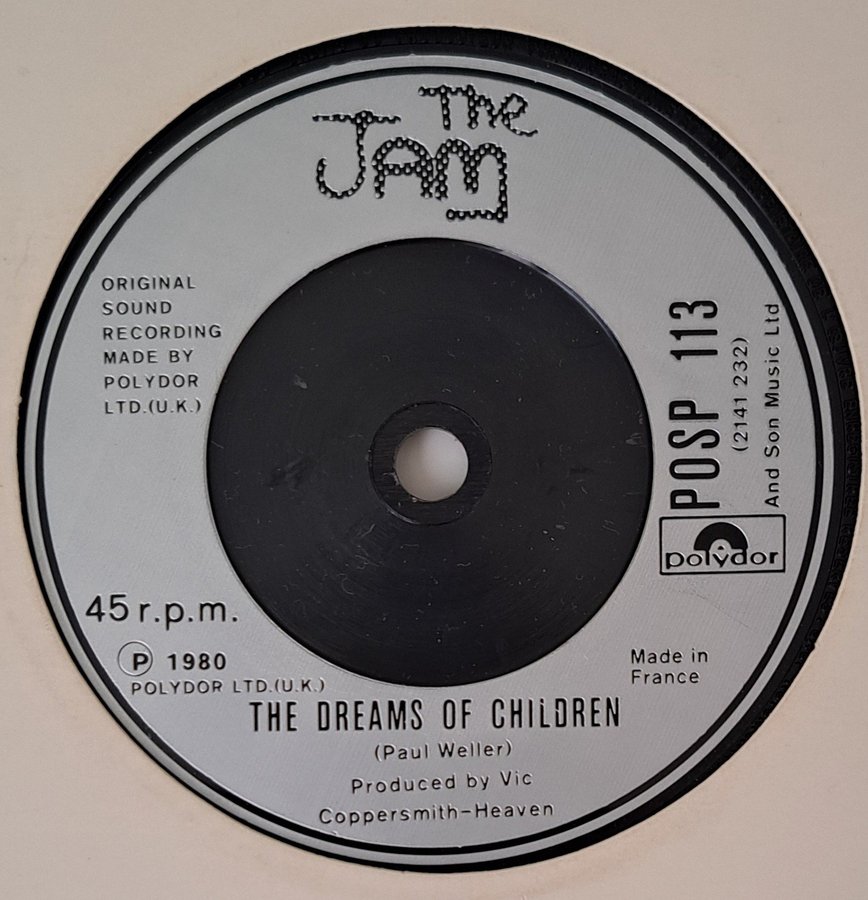 The
JAM
ORIGINAL
SOUND
RECORDING
MADE BY
POLYDOR
LTD.(U.K.)
POSP 113
(2141 232)
And Son Music Ltd
polydor
45 r.p.m.
P 1980
POLYDOR LTD.(U.K.)
Made in
France
THE DREAMS OF CHiLDREN
(Paul Weller)
Produced by Vic
Coppersmith-Heaven